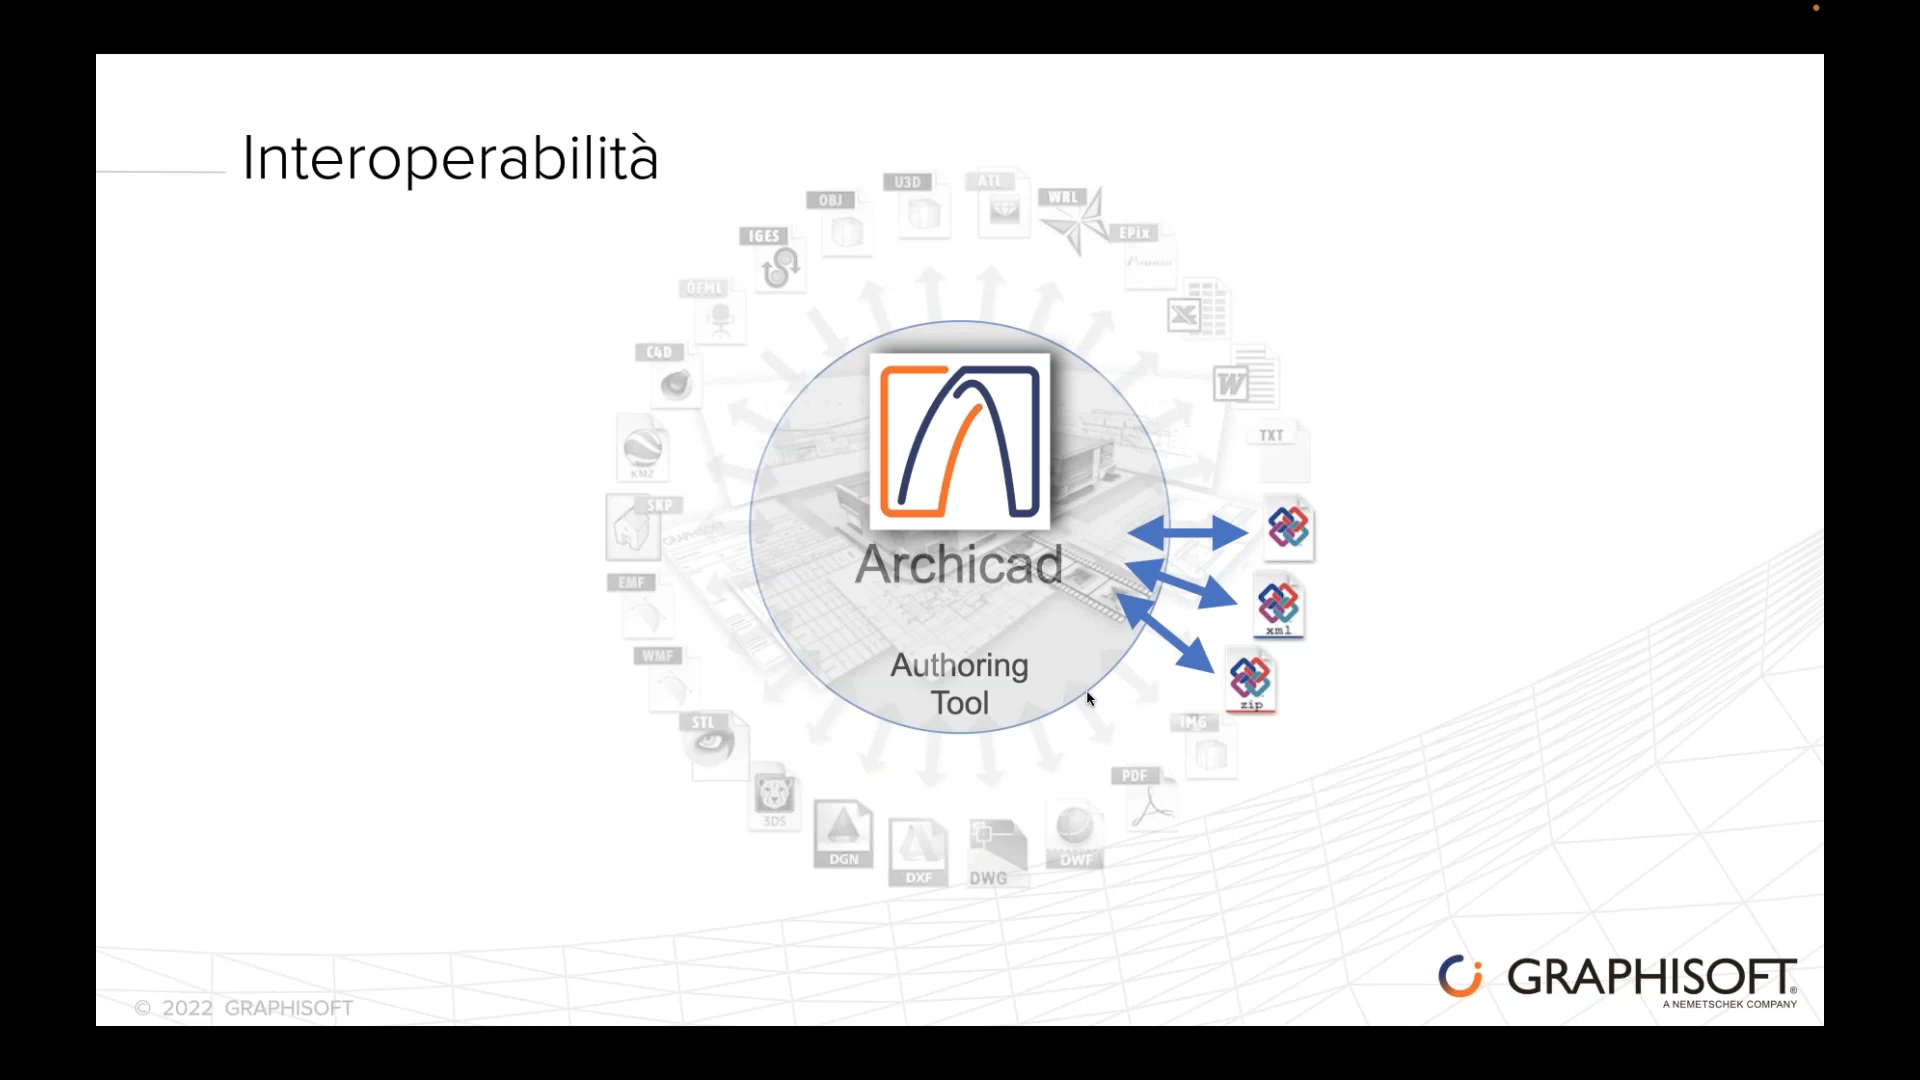 Interoperabilità
U3D
ATL
WRL
OBJ
EPix
IGES
OFML
C4D
W
TXT
KMZ
SKP
GRAPHISOFT
Archicad
EMF
xml
WMF
Authoring
Tool
zip
STL
IMG
PDF
3DS
DGN
DXF
DWG
DWF
GRAPHISOFT®
A NEMETSCHEK COMPANY
© 2022 GRAPHISOFT